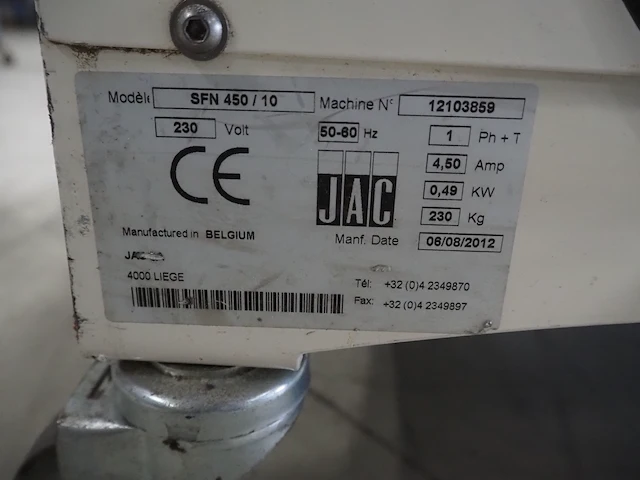 Modèle SFN 450 / 10 Machine N° 12103859
230 Volt 50-60 Hz 1 Ph + T
CE JAC 4,50 Amp
0,49 KW
230 Kg
Manufactured in BELGIUM Manf. Date 06/08/2012
4000 LIEGE Tél: +32 (0)4 2349870
Fax: +32 (0)4 2349897